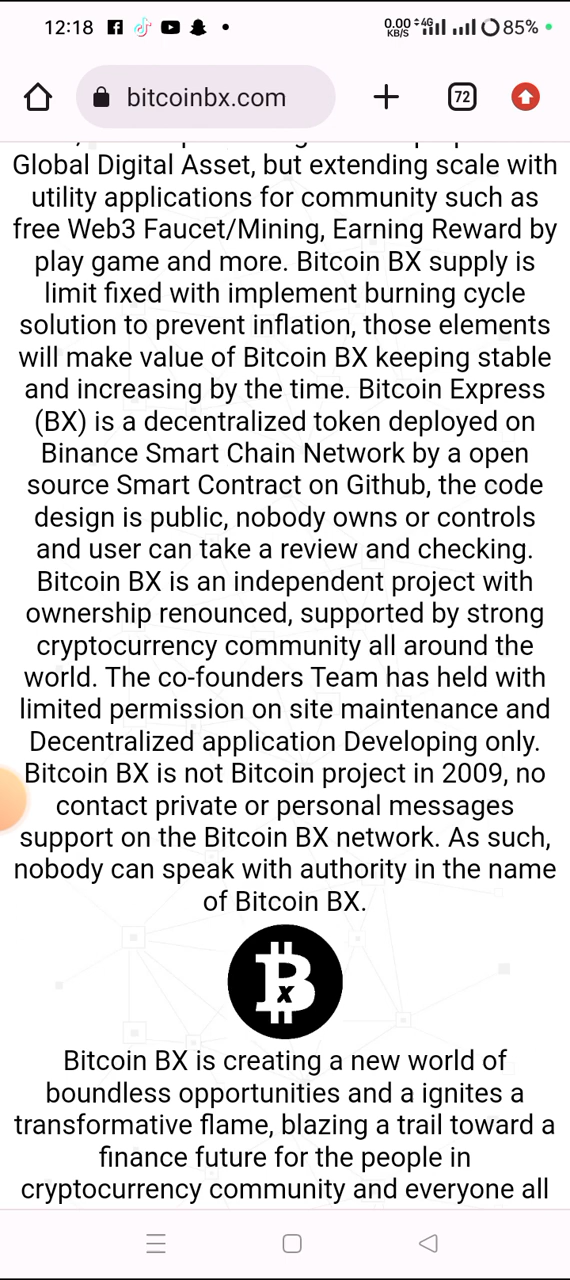 12:18
0.00 KB/S 4G 85%
bitcoinbx.com
72
Global Digital Asset, but extending scale with
utility applications for community such as
free Web3 Faucet/Mining, Earning Reward by
play game and more. Bitcoin BX supply is
limit fixed with implement burning cycle
solution to prevent inflation, those elements
will make value of Bitcoin BX keeping stable
and increasing by the time. Bitcoin Express
(BX) is a decentralized token deployed on
Binance Smart Chain Network by a open
source Smart Contract on Github, the code
design is public, nobody owns or controls
and user can take a review and checking.
Bitcoin BX is an independent project with
ownership renounced, supported by strong
cryptocurrency community all around the
world. The co-founders Team has held with
limited permission on site maintenance and
Decentralized application Developing only.
Bitcoin BX is not Bitcoin project in 2009, no
contact private or personal messages
support on the Bitcoin BX network. As such,
nobody can speak with authority in the name
of Bitcoin BX.
B x
Bitcoin BX is creating a new world of
boundless opportunities and a ignites a
transformative flame, blazing a trail toward a
finance future for the people in
cryptocurrency community and everyone all